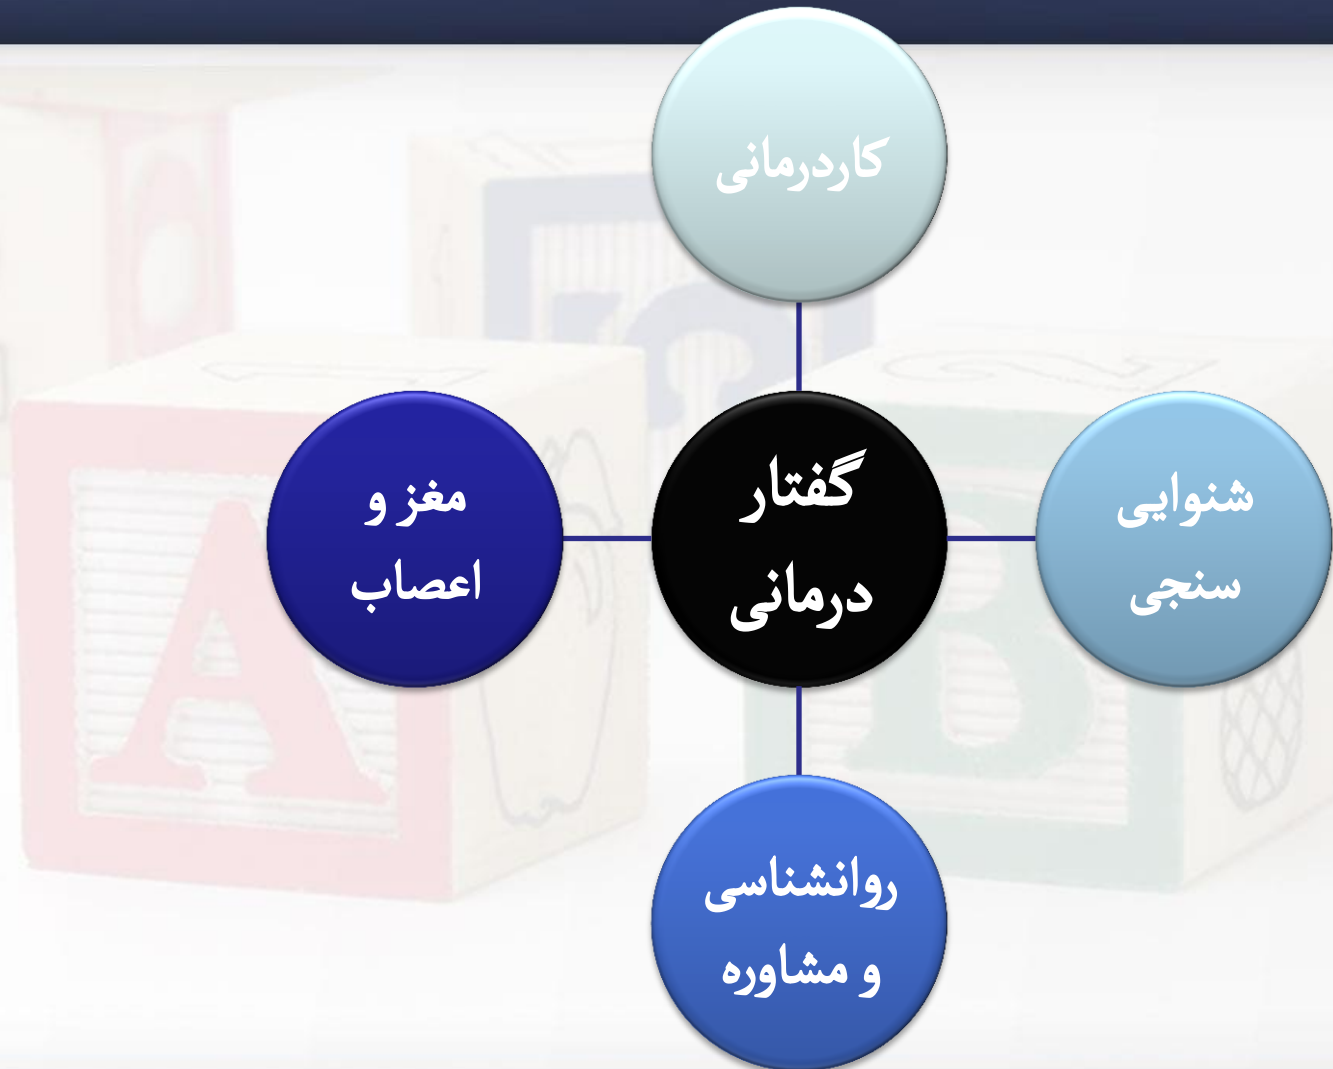 کاردرمانی
شنوایی
سنجی
گفتار
درمانی
مغز و
اعصاب
روانشناسی
و مشاوره
A
B